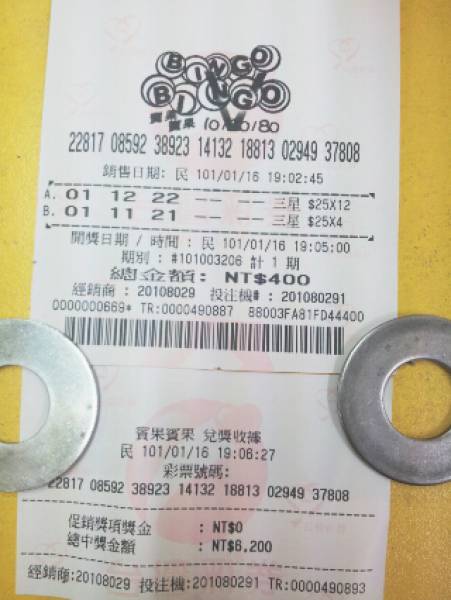 BINGO
BINGO
賓果
賓果
22817 08592 38923 14132 18813 02949 37808
銷售日期: 民 101/01/16 19:02:45
A. 01 12 22 -- -- 三星 $25X12
B. 01 11 21 -- -- 三星 $25X4
開獎日期 / 時間 : 民 101/01/16 19:05:00
期別 : #101003206 計 1 期
總金額: NT$400
經銷商 : 20108029 投注機# : 201080291
0000000669* TR:0000490887 88003FA81FD44400
賓果賓果 兌獎收據
民 101/01/16 19:06:27
彩票號碼:
22817 08592 38923 14132 18813 02949 37808
促銷獎項獎金 : NT$0
總中獎金額 : NT$6,200
經銷商:20108029 投注機:201080291 TR:0000490893